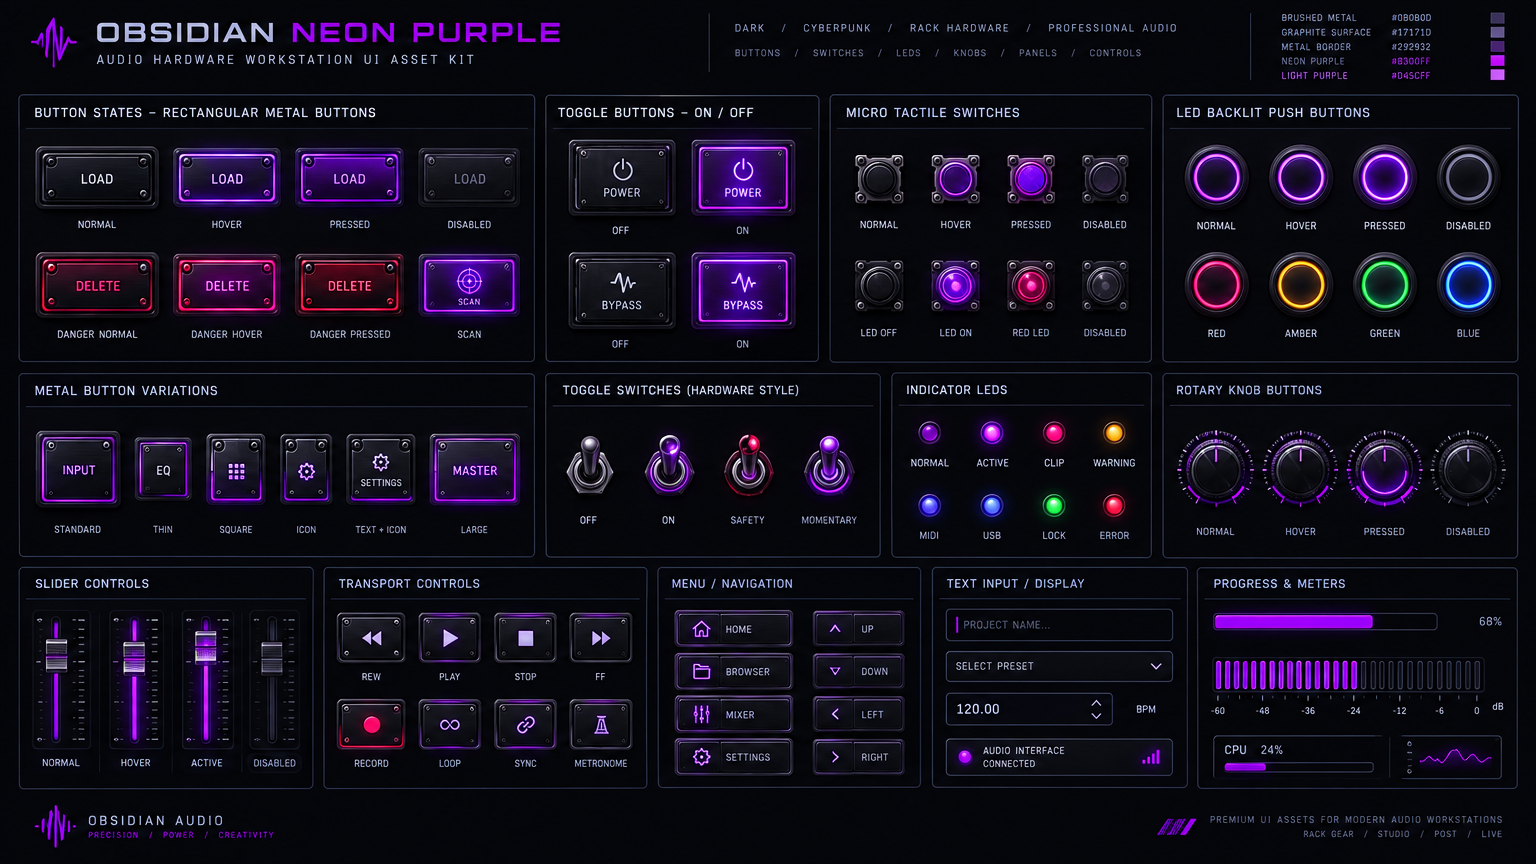 OBSIDIAN NEON PURPLE
AUDIO HARDWARE WORKSTATION UI ASSET KIT
DARK / CYBERPUNK / RACK HARDWARE / PROFESSIONAL AUDIO
BUTTONS / SWITCHES / LEDS / KNOBS / PANELS / CONTROLS
BRUSHED METAL #0B0B0D
GRAPHITE SURFACE #17171D
METAL BORDER #292932
NEON PURPLE #8300FF
LIGHT PURPLE #D45CFF
BUTTON STATES – RECTANGULAR METAL BUTTONS
LOAD LOAD LOAD LOAD
NORMAL HOVER PRESSED DISABLED
DELETE DELETE DELETE SCAN
DANGER NORMAL DANGER HOVER DANGER PRESSED SCAN
TOGGLE BUTTONS – ON / OFF
POWER POWER
OFF ON
BYPASS BYPASS
OFF ON
MICRO TACTILE SWITCHES
NORMAL HOVER PRESSED DISABLED
LED OFF LED ON RED LED DISABLED
LED BACKLIT PUSH BUTTONS
NORMAL HOVER PRESSED DISABLED
RED AMBER GREEN BLUE
METAL BUTTON VARIATIONS
INPUT EQ SETTINGS MASTER
STANDARD THIN SQUARE ICON TEXT + ICON LARGE
TOGGLE SWITCHES (HARDWARE STYLE)
OFF ON SAFETY MOMENTARY
INDICATOR LEDS
NORMAL ACTIVE CLIP WARNING
MIDI USB LOCK ERROR
ROTARY KNOB BUTTONS
NORMAL HOVER PRESSED DISABLED
SLIDER CONTROLS
NORMAL HOVER ACTIVE DISABLED
TRANSPORT CONTROLS
REW PLAY STOP FF
RECORD LOOP SYNC METRONOME
MENU / NAVIGATION
HOME UP
BROWSER DOWN
MIXER LEFT
SETTINGS RIGHT
TEXT INPUT / DISPLAY
PROJECT NAME...
SELECT PRESET
120.00 BPM
AUDIO INTERFACE
CONNECTED
PROGRESS & METERS
68%
-60 -48 -36 -24 -12 -6 0 dB
CPU 24%
OBSIDIAN AUDIO
PRECISION / POWER / CREATIVITY
PREMIUM UI ASSETS FOR MODERN AUDIO WORKSTATIONS
RACK GEAR / STUDIO / POST / LIVE